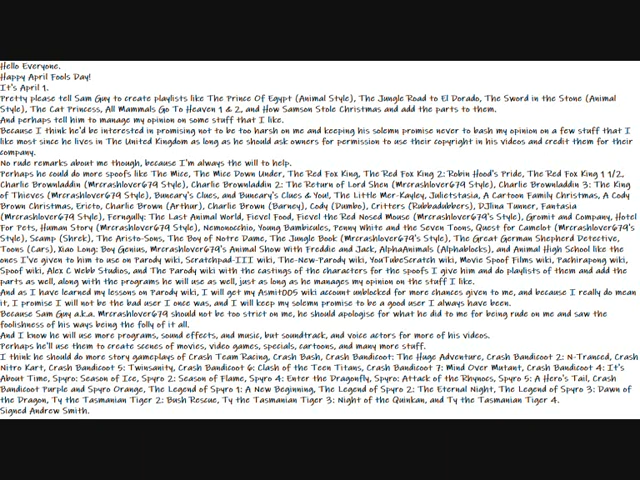 Hello Everyone.
Happy April Fools Day!
It's April 1.
Pretty please tell Sam Guy to create playlists like The Prince Of Egypt (Animal Style), The Jungle Road to El Dorado, The Sword in the Stone (Animal
Style), The Cat Princess, All Mammals Go To Heaven 1 & 2, and How Samson Stole Christmas and add the parts to them.
And perhaps tell him to manage my opinion on some stuff that I like.
Because I think he'd be interested in promising not to be too harsh on me and keeping his solemn promise never to bash my opinion on a few stuff that I
like most since he lives in The United Kingdom as long as he should ask owners for permission to use their copyright in his videos and credit them for their
company.
No rude remarks about me though, because I'm always the will to help.
Perhaps he could do more spoofs like The Mice, The Mice Down Under, The Red Fox King, The Red Fox King 2: Robin Hood's Pride, The Red Fox King 1 1/2,
Charlie Brownladdin (Mrcrashlover679 Style), Charlie Brownladdin 2: The Return of Lord Shen (Mrcrashlover679 Style), Charlie Brownladdin 3: The King
of Thieves (Mrcrashlover679 Style), Buneary's Clues, and Buneary's Clues & You!, The Little Mer-Kayley, Julietstasia, A Cartoon Family Christmas, A Cody
Brown Christmas, Ericto, Charlie Brown (Arthur), Charlie Brown (Barney), Cody (Dumbo), Critters (Rubbadubbers), DJlina Tunner, Fantasia
(Mrcrashlover679 Style), Ferngully: The Last Animal World, Fievel Food, Fievel the Red Nosed Mouse (Mrcrashlover679's Style), Gromit and Company, Hotel
For Pets, Human Story (Mrcrashlover679 Style), Nemonocchio, Young Bambicules, Penny White and the Seven Toons, Quest for Camelot (Mrcrashlover679's
Style), Scamp (Shrek), The Aristo-Sons, The Boy of Notre Dame, The Jungle Book (Mrcrashlover679's Style), The Great German Shepherd Detective,
Toons (Cars), Xiao Long: Boy Genius, Mrcrashlover679's Animal Show With Freddie and Jack, AlphaAnimals (Alphablocks), and Animal High School like the
ones I've given to him to use on Parody wiki, Scratchpad-III wiki, The-New-Parody wiki, YouTubeScratch wiki, Movie Spoof Films wiki, Pachirapong wiki,
Spoof wiki, Alex C Webb Studios, and The Parody wiki with the castings of the characters for the spoofs I give him and do playlists of them and add the
parts as well, along with the programs he will use as well, just as long as he manages my opinion on the stuff I like.
And as I have learned my lessons on Parody wiki, I will get my Asmit005 wiki account unblocked for more chances given to me, and because I really do mean
it, I promise I will not be the bad user I once was, and I will keep my solemn promise to be a good user I always have been.
Because Sam Guy a.k.a. Mrcrashlover679 should not be too strict on me, he should apologise for what he did to me for being rude on me and saw the
foolishness of his ways being the folly of it all.
And I know he will use more programs, sound effects, and music, but soundtrack, and voice actors for more of his videos.
Perhaps he'll use them to create scenes of movies, video games, specials, cartoons, and many more stuff.
I think he should do more story gameplays of Crash Team Racing, Crash Bash, Crash Bandicoot: The Huge Adventure, Crash Bandicoot 2: N-Tranced, Crash
Nitro Kart, Crash Bandicoot 5: Twinsanity, Crash Bandicoot 6: Clash of the Teen Titans, Crash Bandicoot 7: Mind Over Mutant, Crash Bandicoot 4: It's
About Time, Spyro: Season of Ice, Spyro 2: Season of Flame, Spyro 4: Enter the Dragonfly, Spyro: Attack of the Rhynocs, Spyro 5: A Hero's Tail, Crash
Bandicoot Purple and Spyro Orange, The Legend of Spyro 1: A New Beginning, The Legend of Spyro 2: The Eternal Night, The Legend of Spyro 3: Dawn of
the Dragon, Ty the Tasmanian Tiger 2: Bush Rescue, Ty the Tasmanian Tiger 3: Night of the Quinkan, and Ty the Tasmanian Tiger 4.
Signed Andrew Smith.